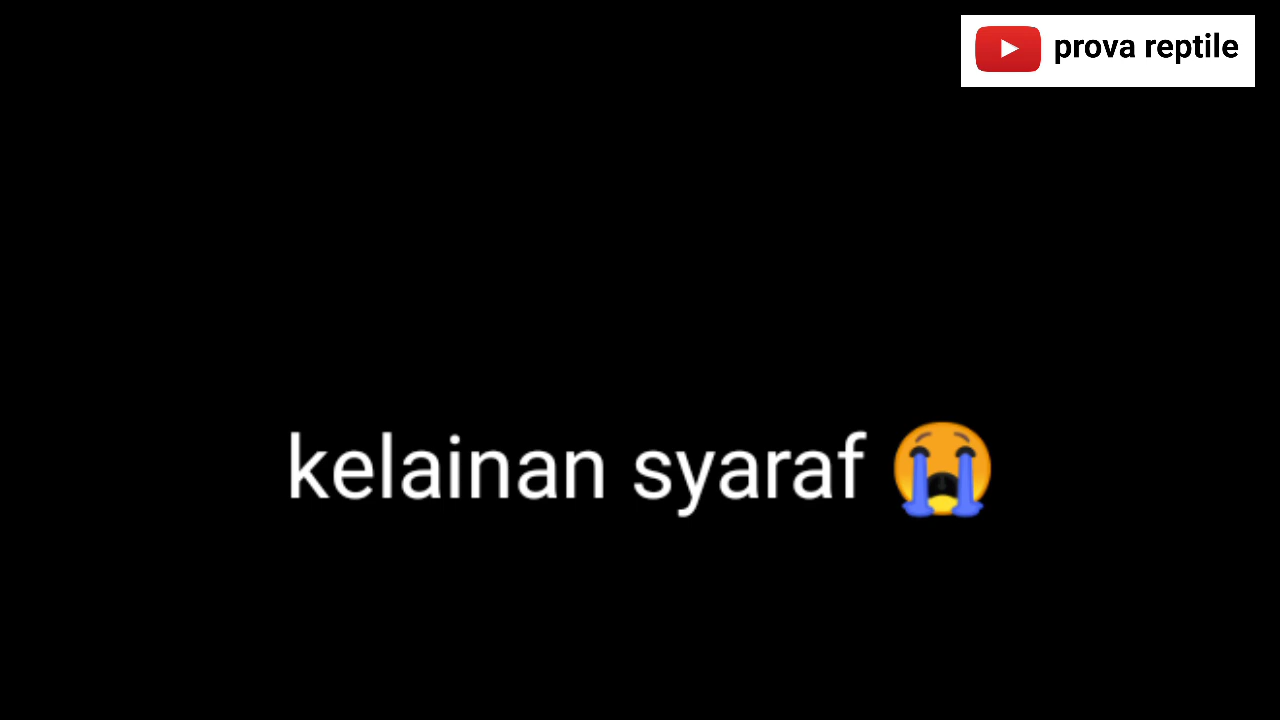 prova reptile
kelainan syaraf 😭